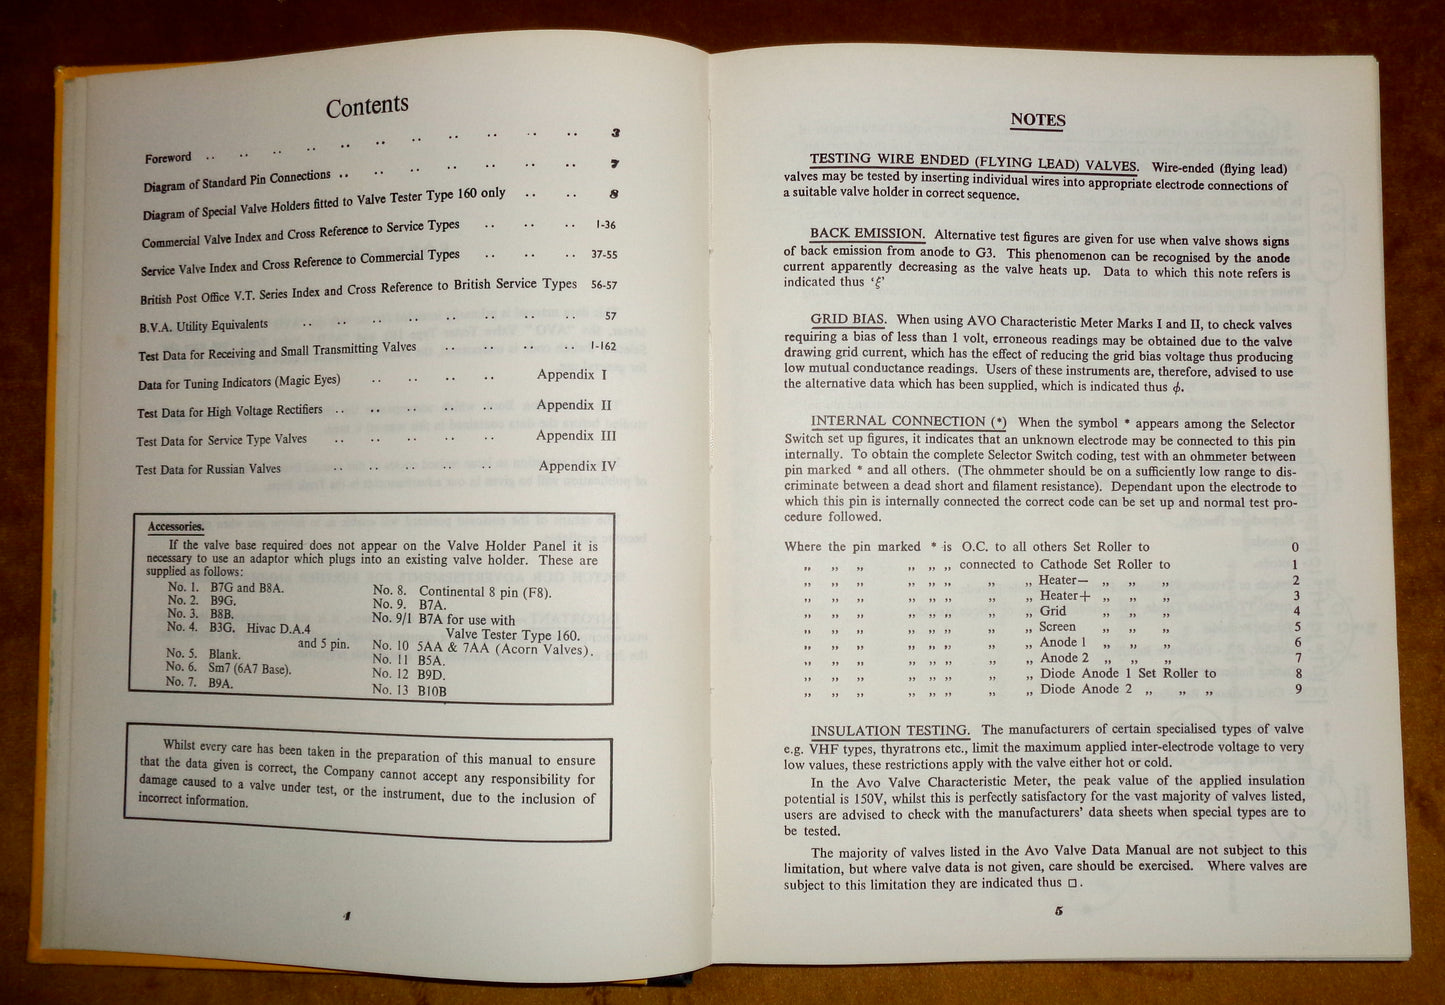 Contents
Foreword .. .. .. .. .. .. .. .. .. .. .. 3
Diagram of Standard Pin Connections .. .. .. .. .. .. .. 7
Diagram of Special Valve Holders fitted to Valve Tester Type 160 only .. .. 8
Commercial Valve Index and Cross Reference to Service Types .. .. .. 1-36
Service Valve Index and Cross Reference to Commercial Types .. .. .. 37-55
British Post Office V.T. Series Index and Cross Reference to British Service Types 56-57
B.V.A. Utility Equivalents .. .. .. .. .. .. .. .. 57
Test Data for Receiving and Small Transmitting Valves .. .. .. .. 1-162
Data for Tuning Indicators (Magic Eyes) .. .. .. .. Appendix I
Test Data for High Voltage Rectifiers .. .. .. .. .. Appendix II
Test Data for Service Type Valves .. .. .. .. .. Appendix III
Test Data for Russian Valves .. .. .. .. .. Appendix IV
Accessories.
If the valve base required does not appear on the Valve Holder Panel it is
necessary to use an adaptor which plugs into an existing valve holder. These are
supplied as follows:
No. 1. B7G and B8A.
No. 2. B9G.
No. 3. B8B.
No. 4. B3G. Hivac D.A.4
and 5 pin.
No. 5. Blank.
No. 6. Sm7 (6A7 Base).
No. 7. B9A.
No. 8. Continental 8 pin (F8).
No. 9. B7A.
No. 9/1 B7A for use with
Valve Tester Type 160.
No. 10 5AA & 7AA (Acorn Valves).
No. 11 B5A.
No. 12 B9D.
No. 13 B10B
Whilst every care has been taken in the preparation of this manual to ensure
that the data given is correct, the Company cannot accept any responsibility for
damage caused to a valve under test, or the instrument, due to the inclusion of
incorrect information.
4
NOTES
TESTING WIRE ENDED (FLYING LEAD) VALVES. Wire-ended (flying lead)
valves may be tested by inserting individual wires into appropriate electrode connections of
a suitable valve holder in correct sequence.
BACK EMISSION. Alternative test figures are given for use when valve shows signs
of back emission from anode to G3. This phenomenon can be recognised by the anode
current apparently decreasing as the valve heats up. Data to which this note refers is
indicated thus ‘ξ’
GRID BIAS. When using AVO Characteristic Meter Marks I and II, to check valves
requiring a bias of less than 1 volt, erroneous readings may be obtained due to the valve
drawing grid current, which has the effect of reducing the grid bias voltage thus producing
low mutual conductance readings. Users of these instruments are, therefore, advised to use
the alternative data which has been supplied, which is indicated thus ϕ.
INTERNAL CONNECTION (*) When the symbol * appears among the Selector
Switch set up figures, it indicates that an unknown electrode may be connected to this pin
internally. To obtain the complete Selector Switch coding, test with an ohmmeter between
pin marked * and all others. (The ohmmeter should be on a sufficiently low range to dis-
criminate between a dead short and filament resistance). Dependant upon the electrode to
which this pin is internally connected the correct code can be set up and normal test pro-
cedure followed.
Where the pin marked * is O.C. to all others Set Roller to 0
„ „ „ „ „ „ connected to Cathode Set Roller to 1
„ „ „ „ „ „ „ „ Heater— „ „ „ 2
„ „ „ „ „ „ „ „ Heater+ „ „ „ 3
„ „ „ „ „ „ „ „ Grid „ „ „ 4
„ „ „ „ „ „ „ „ Screen „ „ „ 5
„ „ „ „ „ „ „ „ Anode 1 „ „ „ 6
„ „ „ „ „ „ „ „ Anode 2 „ „ „ 7
„ „ „ „ „ „ „ „ Diode Anode 1 Set Roller to 8
„ „ „ „ „ „ „ „ Diode Anode 2 „ „ „ 9
INSULATION TESTING. The manufacturers of certain specialised types of valve
e.g. VHF types, thyratrons etc., limit the maximum applied inter-electrode voltage to very
low values, these restrictions apply with the valve either hot or cold.
In the Avo Valve Characteristic Meter, the peak value of the applied insulation
potential is 150V, whilst this is perfectly satisfactory for the vast majority of valves listed,
users are advised to check with the manufacturers’ data sheets when special types are to
be tested.
The majority of valves listed in the Avo Valve Data Manual are not subject to this
limitation, but where valve data is not given, care should be exercised. Where valves are
subject to this limitation they are indicated thus □.
5